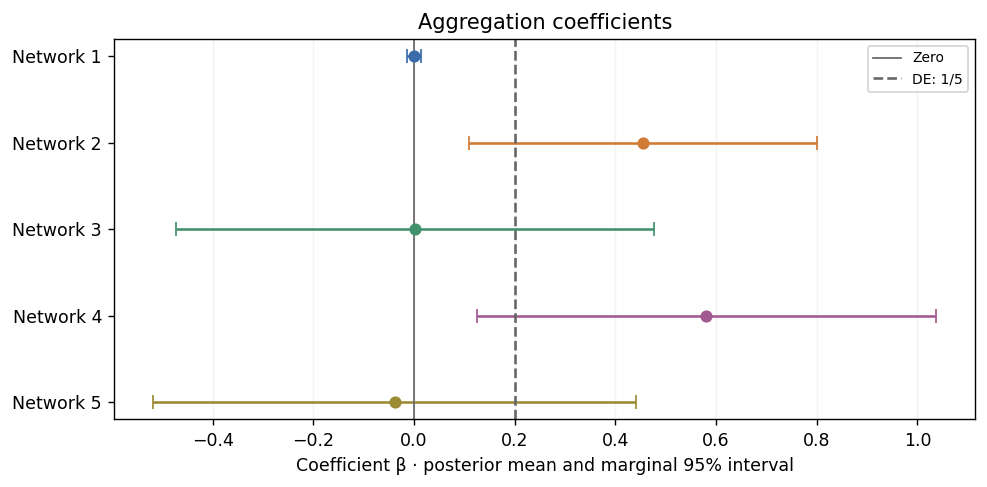 Aggregation coefficients
Zero
DE: 1/5
Network 1
Network 2
Network 3
Network 4
Network 5
−0.4 −0.2 0.0 0.2 0.4 0.6 0.8 1.0
Coefficient β · posterior mean and marginal 95% interval